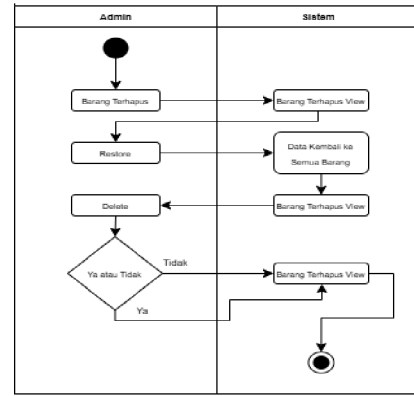 Admin
Sistem
Barang Terhapus
Barang Terhapus View
Restore
Data Kembali ke
Semua Barang
Delete
Barang Terhapus View
Ya atau Tidak
Tidak
Barang Terhapus View
Ya